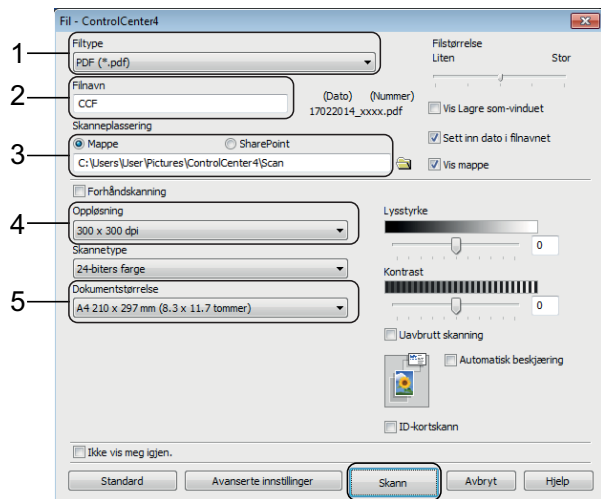 Fil - ControlCenter4
1
Filtype
PDF (*.pdf)
Filstørrelse
Liten Stor
2
Filnavn
CCF
(Dato) (Nummer)
17022014_xxxx.pdf
Vis Lagre som-vinduet
Skanneplassering
3
Mappe SharePoint
Sett inn dato i filnavnet
C:\Users\User\Pictures\ControlCenter4\Scan
Vis mappe
Forhåndskanning
4
Oppløsning
300 x 300 dpi
Lysstyrke
0
Skannetype
24-biters farge
Kontrast
0
5
Dokumentstørrelse
A4 210 x 297 mm (8.3 x 11.7 tommer)
Uavbrutt skanning
Automatisk beskjæring
ID-kortskann
Ikke vis meg igjen.
Standard Avanserte innstillinger Skann Avbryt Hjelp